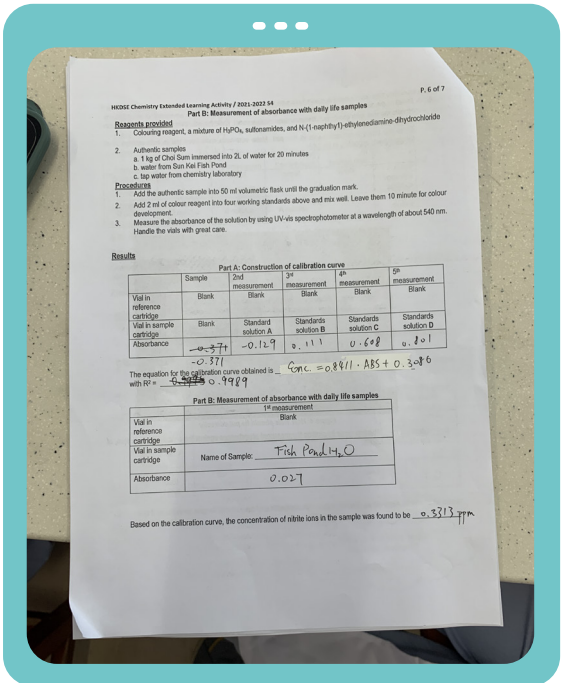 P. 6 of 7
HKDSE Chemistry Extended Learning Activity / 2021-2022 S4
Part B: Measurement of absorbance with daily life samples
Reagents provided
1. Colouring reagent, a mixture of H₃PO₄, sulfonamides, and N-(1-naphthyl)-ethylenediamine-dihydrochloride
2. Authentic samples
a. 1 kg of Choi Sum immersed into 2L of water for 20 minutes
b. water from Sun Kei Fish Pond
c. tap water from chemistry laboratory
Procedures
1. Add the authentic sample into 50 ml volumetric flask until the graduation mark.
2. Add 2 ml of colour reagent into four working standards above and mix well. Leave them 10 minute for colour
development.
3. Measure the absorbance of the solution by using UV-vis spectrophotometer at a wavelength of about 540 nm.
Handle the vials with great care.
Results
Part A: Construction of calibration curve
Sample 2nd measurement 3rd measurement 4th measurement 5th measurement
Vial in reference cartridge Blank Blank Blank Blank Blank
Vial in sample cartridge Blank Standard solution A Standards solution B Standards solution C Standards solution D
Absorbance -0.371 -0.129 0.111 0.608 0.801
-0.371
The equation for the calibration curve obtained is Conc. = 0.8411 · ABS + 0.3086
with R² = 0.9989
Part B: Measurement of absorbance with daily life samples
1st measurement
Vial in reference cartridge Blank
Vial in sample cartridge Name of Sample: Fish Pond H₂O
Absorbance 0.027
Based on the calibration curve, the concentration of nitrite ions in the sample was found to be 0.3313 ppm